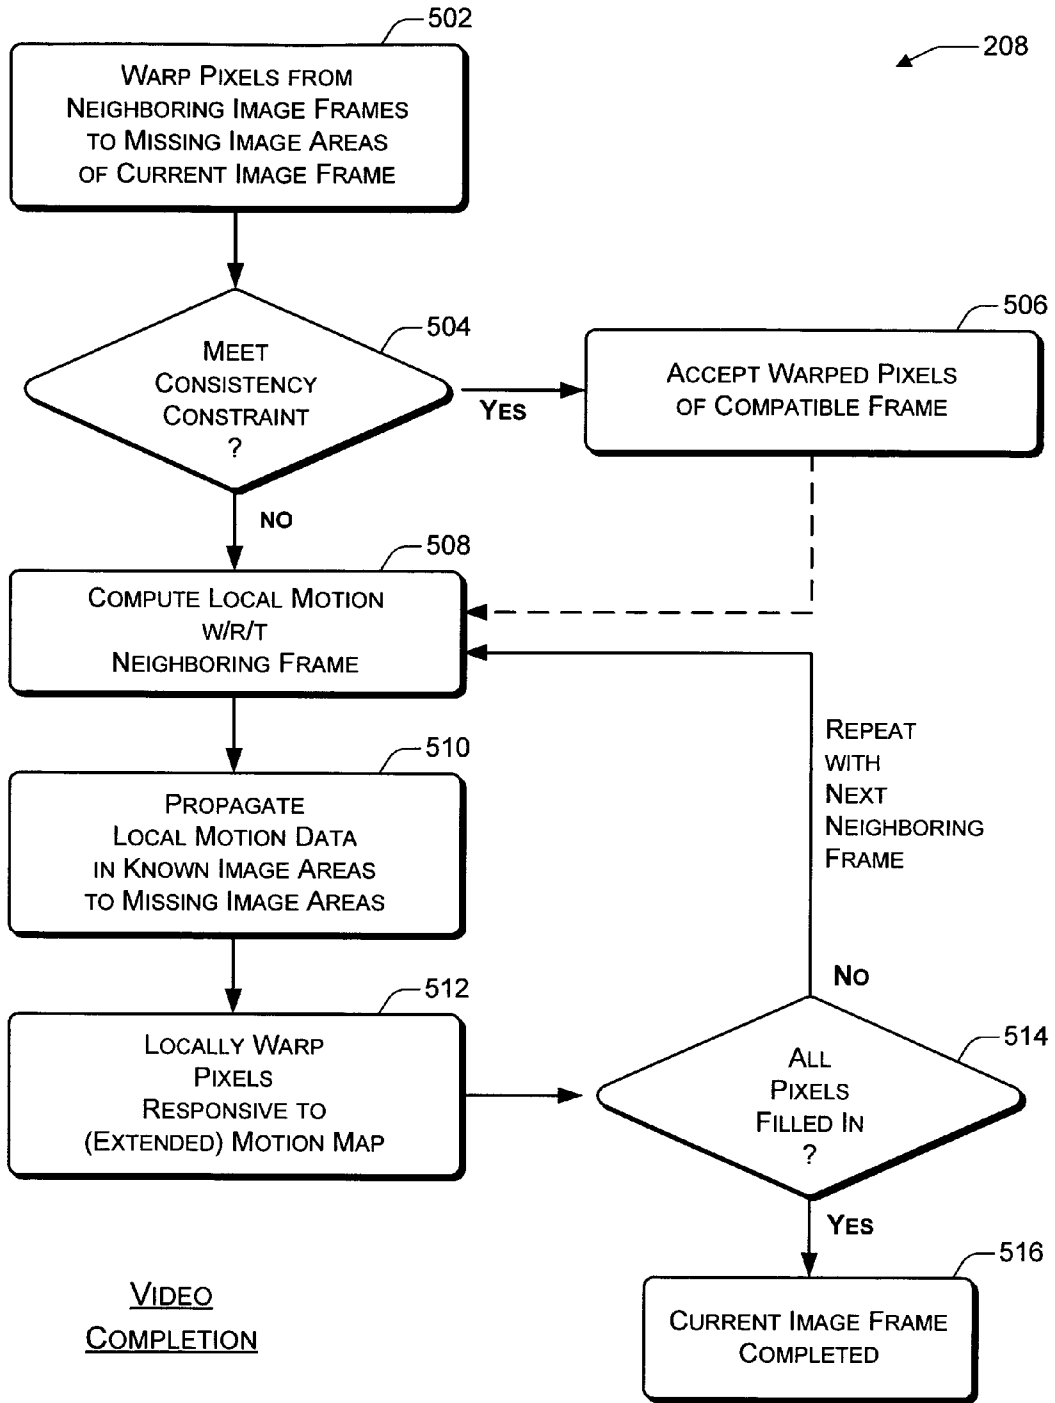 502
208
WARP PIXELS FROM
NEIGHBORING IMAGE FRAMES
TO MISSING IMAGE AREAS
OF CURRENT IMAGE FRAME
504
MEET
CONSISTENCY
CONSTRAINT
?
YES
NO
506
ACCEPT WARPED PIXELS
OF COMPATIBLE FRAME
508
COMPUTE LOCAL MOTION
W/R/T
NEIGHBORING FRAME
510
PROPAGATE
LOCAL MOTION DATA
IN KNOWN IMAGE AREAS
TO MISSING IMAGE AREAS
512
LOCALLY WARP
PIXELS
RESPONSIVE TO
(EXTENDED) MOTION MAP
REPEAT
WITH
NEXT
NEIGHBORING
FRAME
NO
514
ALL
PIXELS
FILLED IN
?
YES
516
CURRENT IMAGE FRAME
COMPLETED
VIDEO
COMPLETION